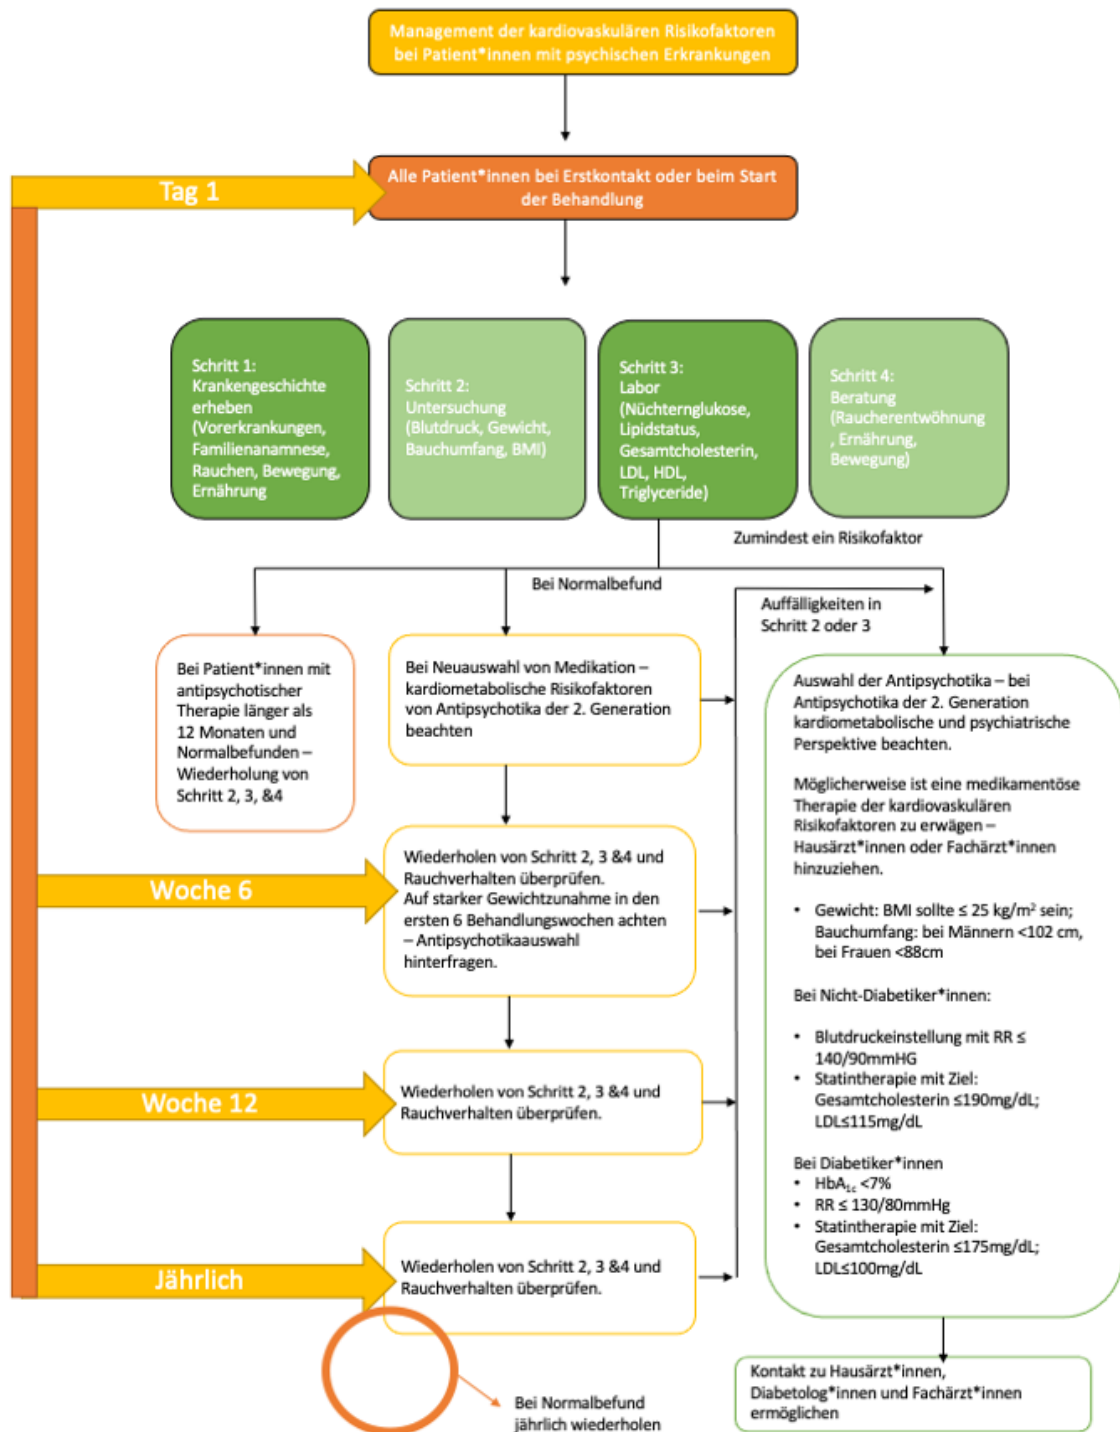 Management der kardiovaskulären Risikofaktoren
bei Patient*innen mit psychischen Erkrankungen
Tag 1
Alle Patient*innen bei Erstkontakt oder beim Start
der Behandlung
Schritt 1:
Krankengeschichte
erheben
(Vorerkrankungen,
Familienanamnese,
Rauchen, Bewegung,
Ernährung
Schritt 2:
Untersuchung
(Blutdruck, Gewicht,
Bauchumfang, BMI)
Schritt 3:
Labor
(Nüchternglukose,
Lipidstatus,
Gesamtcholesterin,
LDL, HDL,
Triglyceride)
Schritt 4:
Beratung
(Raucherentwöhnung
, Ernährung,
Bewegung)
Zumindest ein Risikofaktor
Bei Normalbefund
Auffälligkeiten in
Schritt 2 oder 3
Bei Patient*innen mit
antipsychotischer
Therapie länger als
12 Monaten und
Normalbefunden –
Wiederholung von
Schritt 2, 3, &4
Bei Neuauswahl von Medikation –
kardiometabolische Risikofaktoren
von Antipsychotika der 2. Generation
beachten
Woche 6
Wiederholen von Schritt 2, 3 &4 und
Rauchverhalten überprüfen.
Auf starker Gewichtzunahme in den
ersten 6 Behandlungswochen achten
– Antipsychotikaauswahl
hinterfragen.
Woche 12
Wiederholen von Schritt 2, 3 &4 und
Rauchverhalten überprüfen.
Jährlich
Wiederholen von Schritt 2, 3 &4 und
Rauchverhalten überprüfen.
Bei Normalbefund
jährlich wiederholen
Auswahl der Antipsychotika – bei
Antipsychotika der 2. Generation
kardiometabolische und psychiatrische
Perspektive beachten.
Möglicherweise ist eine medikamentöse
Therapie der kardiovaskulären
Risikofaktoren zu erwägen –
Hausärzt*innen oder Fachärzt*innen
hinzuziehen.
• Gewicht: BMI sollte ≤ 25 kg/m² sein;
Bauchumfang: bei Männern <102 cm,
bei Frauen <88cm
Bei Nicht-Diabetiker*innen:
• Blutdruckeinstellung mit RR ≤
140/90mmHG
• Statintherapie mit Ziel:
Gesamtcholesterin ≤190mg/dL;
LDL≤115mg/dL
Bei Diabetiker*innen
• HbA1c <7%
• RR ≤ 130/80mmHg
• Statintherapie mit Ziel:
Gesamtcholesterin ≤175mg/dL;
LDL≤100mg/dL
Kontakt zu Hausärzt*innen,
Diabetolog*innen und Fachärzt*innen
ermöglichen